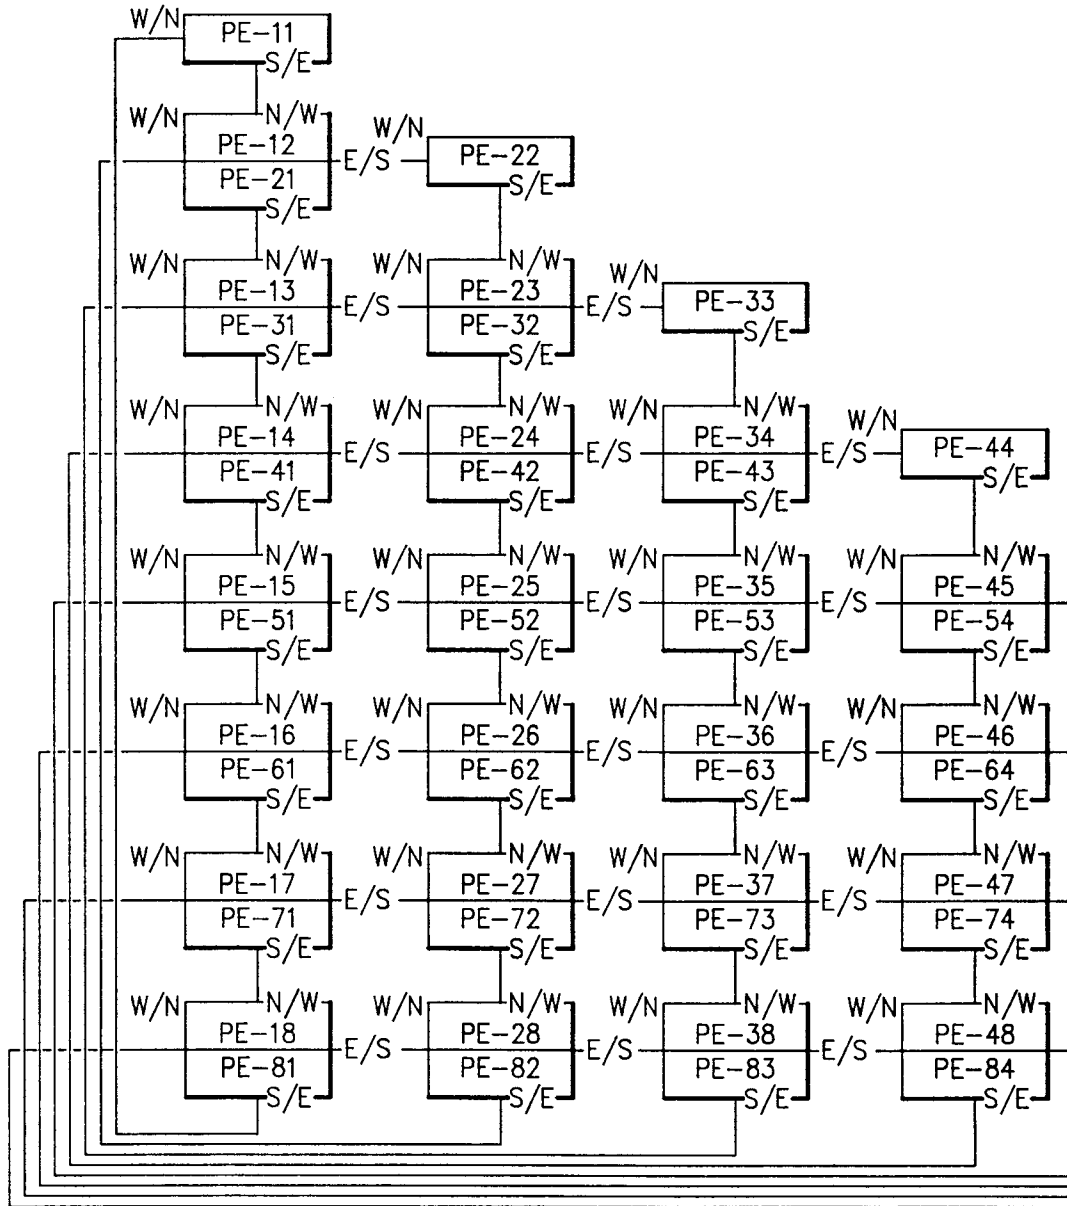 W/N
PE-11
S/E
W/N N/W W/N
PE-12 E/S PE-22
PE-21 S/E
S/E
W/N N/W W/N N/W W/N
PE-13 E/S PE-23 E/S PE-33
PE-31 PE-32 S/E
S/E S/E
W/N N/W W/N N/W W/N N/W W/N
PE-14 E/S PE-24 E/S PE-34 E/S PE-44
PE-41 PE-42 PE-43 S/E
S/E S/E S/E
W/N N/W W/N N/W W/N N/W W/N N/W
PE-15 PE-25 PE-35 PE-45
E/S E/S E/S
PE-51 PE-52 PE-53 PE-54
S/E S/E S/E S/E
W/N N/W W/N N/W W/N N/W W/N N/W
PE-16 PE-26 PE-36 PE-46
E/S E/S E/S
PE-61 PE-62 PE-63 PE-64
S/E S/E S/E S/E
W/N N/W W/N N/W W/N N/W W/N N/W
PE-17 PE-27 PE-37 PE-47
E/S E/S E/S
PE-71 PE-72 PE-73 PE-74
S/E S/E S/E S/E
W/N N/W W/N N/W W/N N/W W/N N/W
PE-18 PE-28 PE-38 PE-48
E/S E/S E/S
PE-81 PE-82 PE-83 PE-84
S/E S/E S/E S/E